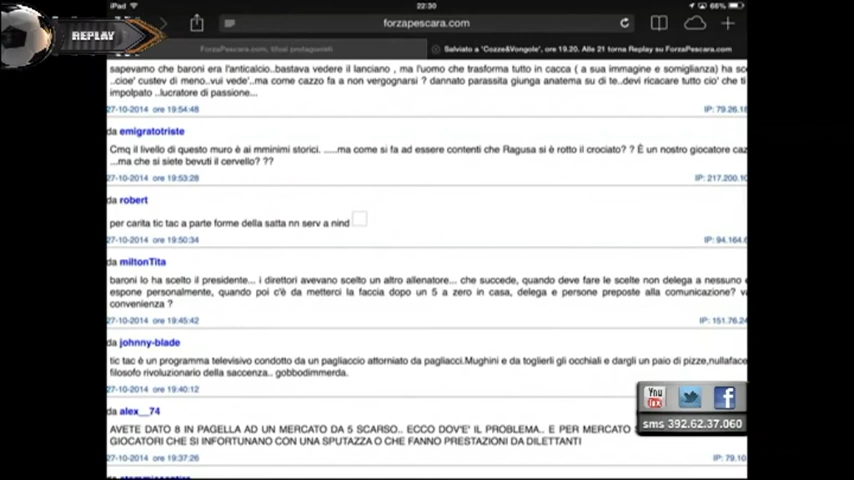 iPad
22:30
66%
REPLAY
forzapescara.com
ForzaPescara.com, tifosi protagonisti
Salviato a 'Cozze&Vongole', ore 19.20. Alle 21 torna Replay su ForzaPescara.com
sapevamo che baroni era l'anticalcio..bastava vedere il lanciano , ma l'uomo che trasforma tutto in cacca ( a sua immagine e somiglianza) ha sc
..cioe' custev di meno..vui vede'..ma come cazzo fa a non vergognarsi ? dannato parassita giunga anatema su di te..devi ricacare tutto cio' che ti
impolpato ..lucratore di passione...
27-10-2014 ore 19:54:48
IP: 79.26.18
da emigratotriste
Cmq il livello di questo muro è ai mminimi storici. .....ma come si fa ad essere contenti che Ragusa si è rotto il crociato? ? È un nostro giocatore caz
...ma che si siete bevuti il cervello? ??
27-10-2014 ore 19:53:28
IP: 217.200.10
da robert
per carita tic tac a parte forme della satta nn serv a nind
27-10-2014 ore 19:50:34
IP: 94.164.6
da miltonTita
baroni lo ha scelto il presidente... i direttori avevano scelto un altro allenatore... che succede, quando deve fare le scelte non delega a nessuno e
espone personalmente, quando poi c'è da metterci la faccia dopo un 5 a zero in casa, delega e persone preposte alla comunicazione? va
convenienza ?
27-10-2014 ore 19:45:42
IP: 151.76.24
da johnny-blade
tic tac è un programma televisivo condotto da un pagliaccio attorniato da pagliacci.Mughini e da toglierli gli occhiali e dargli un paio di pizze,nullaface
filosofo rivoluzionario della saccenza.. gobbodimmerda.
27-10-2014 ore 19:40:12
da alex__74
AVETE DATO 8 IN PAGELLA AD UN MERCATO DA 5 SCARSO.. ECCO DOV'E' IL PROBLEMA.. E PER MERCATO S
GIOCATORI CHE SI INFORTUNANO CON UNA SPUTAZZA O CHE FANNO PRESTAZIONI DA DILETTANTI
27-10-2014 ore 19:37:26
IP: 79.10
You
sms 392.62.37.060